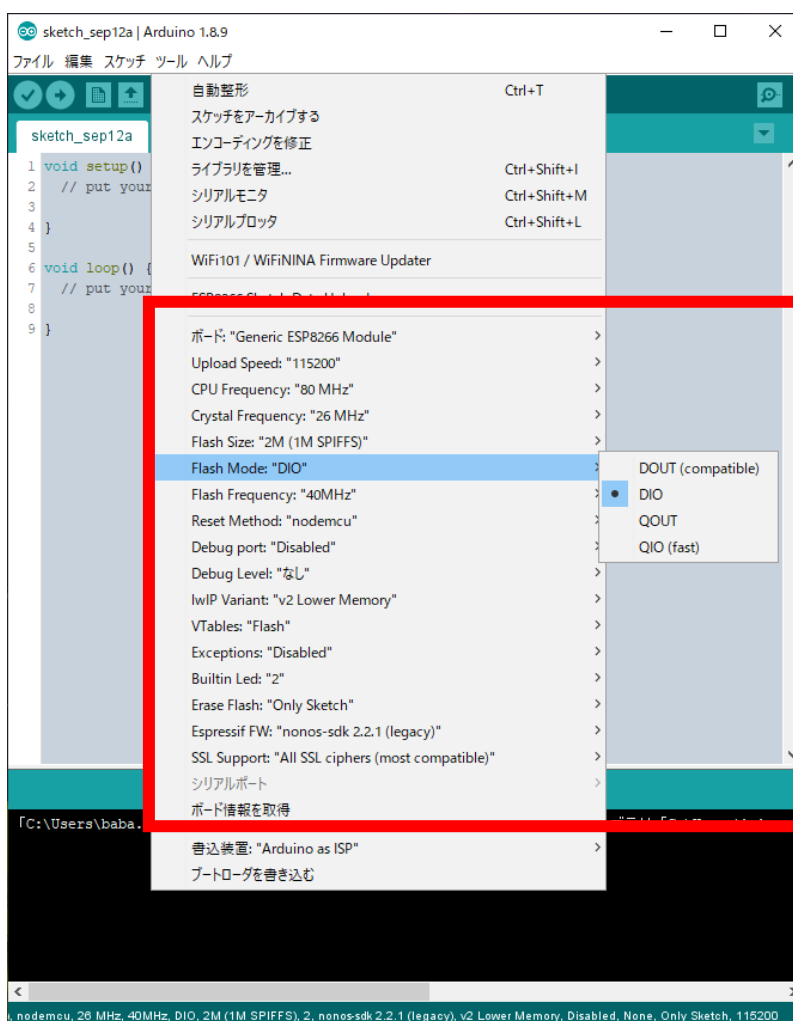 sketch_sep12a | Arduino 1.8.9
ファイル 編集 スケッチ ツール ヘルプ
sketch_sep12a
1 void setup()
2 // put your
3
4 }
5
6 void loop() {
7 // put your
8
9 }
自動整形 Ctrl+T
スケッチをアーカイブする
エンコーディングを修正
ライブラリを管理... Ctrl+Shift+I
シリアルモニタ Ctrl+Shift+M
シリアルプロッタ Ctrl+Shift+L
WiFi101 / WiFiNINA Firmware Updater
ボード: "Generic ESP8266 Module"
Upload Speed: "115200"
CPU Frequency: "80 MHz"
Crystal Frequency: "26 MHz"
Flash Size: "2M (1M SPIFFS)"
Flash Mode: "DIO"
Flash Frequency: "40MHz"
Reset Method: "nodemcu"
Debug port: "Disabled"
Debug Level: "なし"
lwIP Variant: "v2 Lower Memory"
VTables: "Flash"
Exceptions: "Disabled"
Builtin Led: "2"
Erase Flash: "Only Sketch"
Espressif FW: "nonos-sdk 2.2.1 (legacy)"
SSL Support: "All SSL ciphers (most compatible)"
シリアルポート
ボード情報を取得
書込装置: "Arduino as ISP"
ブートローダを書き込む
DOUT (compatible)
DIO
QOUT
QIO (fast)
「C:\Users\baba.
, nodemcu, 26 MHz, 40MHz, DIO, 2M (1M SPIFFS), 2, nonos-sdk 2.2.1 (legacy), v2 Lower Memory, Disabled, None, Only Sketch, 115200